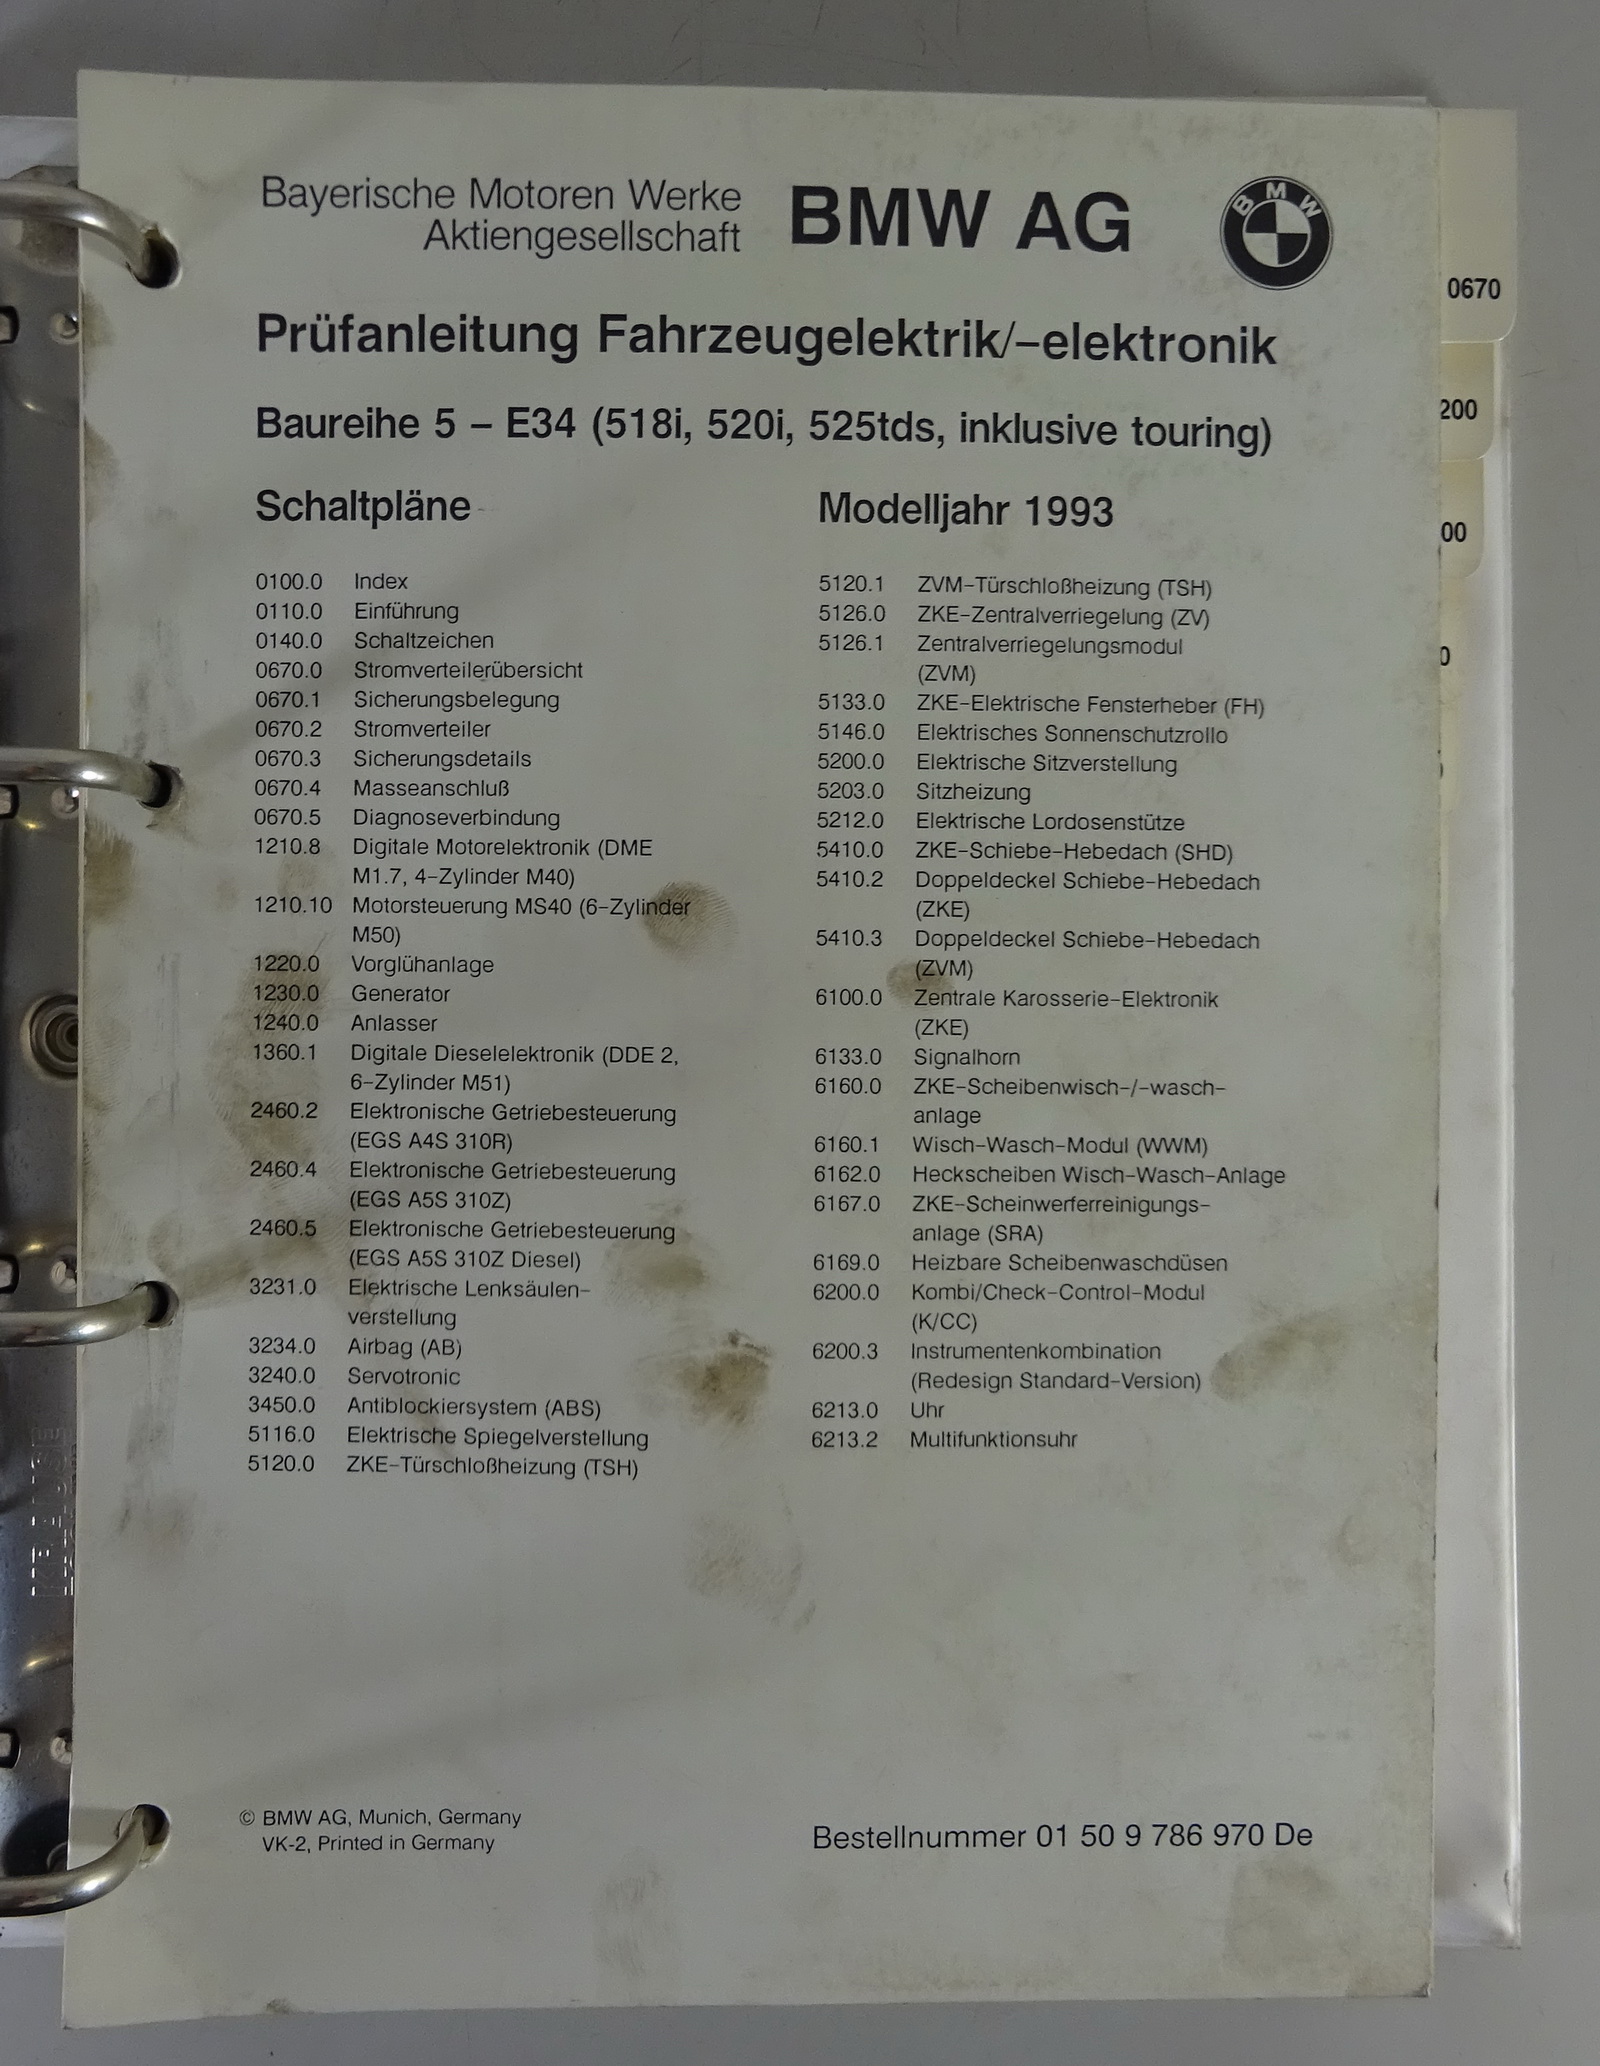 Bayerische Motoren Werke
Aktiengesellschaft
BMW AG
BMW
Prüfanleitung Fahrzeugelektrik/-elektronik
Baureihe 5 – E34 (518i, 520i, 525tds, inklusive touring)
Schaltpläne
0100.0 Index
0110.0 Einführung
0140.0 Schaltzeichen
0670.0 Stromverteilerübersicht
0670.1 Sicherungsbelegung
0670.2 Stromverteiler
0670.3 Sicherungsdetails
0670.4 Masseanschluß
0670.5 Diagnoseverbindung
1210.8 Digitale Motorelektronik (DME
M1.7, 4-Zylinder M40)
1210.10 Motorsteuerung MS40 (6-Zylinder
M50)
1220.0 Vorglühanlage
1230.0 Generator
1240.0 Anlasser
1360.1 Digitale Dieselelektronik (DDE 2,
6-Zylinder M51)
2460.2 Elektronische Getriebesteuerung
(EGS A4S 310R)
2460.4 Elektronische Getriebesteuerung
(EGS A5S 310Z)
2460.5 Elektronische Getriebesteuerung
(EGS A5S 310Z Diesel)
3231.0 Elektrische Lenksäulen-
verstellung
3234.0 Airbag (AB)
3240.0 Servotronic
3450.0 Antiblockiersystem (ABS)
5116.0 Elektrische Spiegelverstellung
5120.0 ZKE-Türschloßheizung (TSH)
Modelljahr 1993
5120.1 ZVM-Türschloßheizung (TSH)
5126.0 ZKE-Zentralverriegelung (ZV)
5126.1 Zentralverriegelungsmodul
(ZVM)
5133.0 ZKE-Elektrische Fensterheber (FH)
5146.0 Elektrisches Sonnenschutzrollo
5200.0 Elektrische Sitzverstellung
5203.0 Sitzheizung
5212.0 Elektrische Lordosenstütze
5410.0 ZKE-Schiebe-Hebedach (SHD)
5410.2 Doppeldeckel Schiebe-Hebedach
(ZKE)
5410.3 Doppeldeckel Schiebe-Hebedach
(ZVM)
6100.0 Zentrale Karosserie-Elektronik
(ZKE)
6133.0 Signalhorn
6160.0 ZKE-Scheibenwisch-/-wasch-
anlage
6160.1 Wisch-Wasch-Modul (WWM)
6162.0 Heckscheiben Wisch-Wasch-Anlage
6167.0 ZKE-Scheinwerferreinigungs-
anlage (SRA)
6169.0 Heizbare Scheibenwaschdüsen
6200.0 Kombi/Check-Control-Modul
(K/CC)
6200.3 Instrumentenkombination
(Redesign Standard-Version)
6213.0 Uhr
6213.2 Multifunktionsuhr
© BMW AG, Munich, Germany
VK-2, Printed in Germany
Bestellnummer 01 50 9 786 970 De
0670
200
00
0
KRAUSE